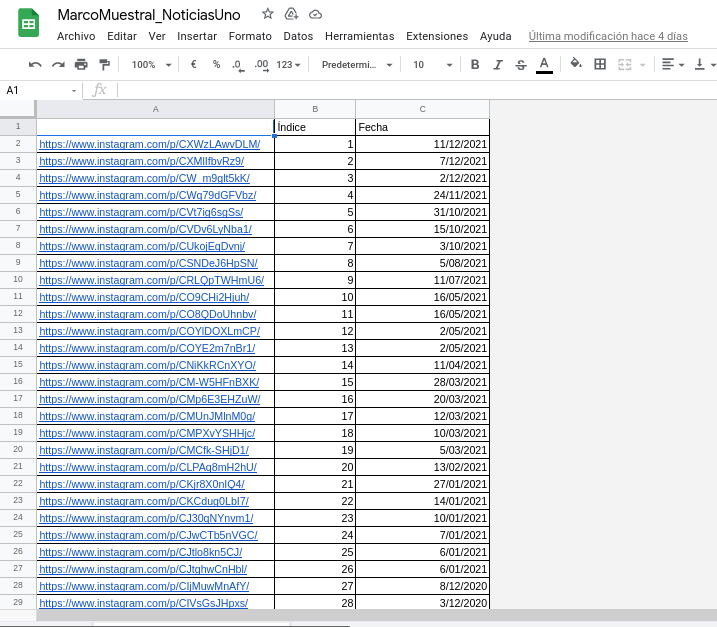 MarcoMuestral_NoticiasUno
Archivo Editar Ver Insertar Formato Datos Herramientas Extensiones Ayuda Última modificación hace 4 días
100% € % .0 .00 123 Predetermi... 10 B I S A
A1 fx
A B C
1 Índice Fecha
2 https://www.instagram.com/p/CXWzLAwvDLM/ 1 11/12/2021
3 https://www.instagram.com/p/CXMlIfbvRz9/ 2 7/12/2021
4 https://www.instagram.com/p/CW_m9glt5kK/ 3 2/12/2021
5 https://www.instagram.com/p/CWq79dGFVbz/ 4 24/11/2021
6 https://www.instagram.com/p/CVt7ig6sgSs/ 5 31/10/2021
7 https://www.instagram.com/p/CVDv6LyNba1/ 6 15/10/2021
8 https://www.instagram.com/p/CUkojEqDvnj/ 7 3/10/2021
9 https://www.instagram.com/p/CSNDeJ6HpSN/ 8 5/08/2021
10 https://www.instagram.com/p/CRLQpTWHmU6/ 9 11/07/2021
11 https://www.instagram.com/p/CO9CHi2Hjuh/ 10 16/05/2021
12 https://www.instagram.com/p/CO8QDoUhnbv/ 11 16/05/2021
13 https://www.instagram.com/p/COYlDOXLmCP/ 12 2/05/2021
14 https://www.instagram.com/p/COYE2m7nBr1/ 13 2/05/2021
15 https://www.instagram.com/p/CNiKkRCnXYO/ 14 11/04/2021
16 https://www.instagram.com/p/CM-W5HFnBXK/ 15 28/03/2021
17 https://www.instagram.com/p/CMp6E3EHZuW/ 16 20/03/2021
18 https://www.instagram.com/p/CMUnJMlnM0g/ 17 12/03/2021
19 https://www.instagram.com/p/CMPXvYSHHjc/ 18 10/03/2021
20 https://www.instagram.com/p/CMCfk-SHjD1/ 19 5/03/2021
21 https://www.instagram.com/p/CLPAq8mH2hU/ 20 13/02/2021
22 https://www.instagram.com/p/CKjr8X0nIQ4/ 21 27/01/2021
23 https://www.instagram.com/p/CKCduq0LbI7/ 22 14/01/2021
24 https://www.instagram.com/p/CJ30gNYnvm1/ 23 10/01/2021
25 https://www.instagram.com/p/CJwCTb5nVGC/ 24 7/01/2021
26 https://www.instagram.com/p/CJtlo8kn5CJ/ 25 6/01/2021
27 https://www.instagram.com/p/CJtghwCnHbl/ 26 6/01/2021
28 https://www.instagram.com/p/CIjMuwMnAfY/ 27 8/12/2020
29 https://www.instagram.com/p/CIVsGsJHpxs/ 28 3/12/2020